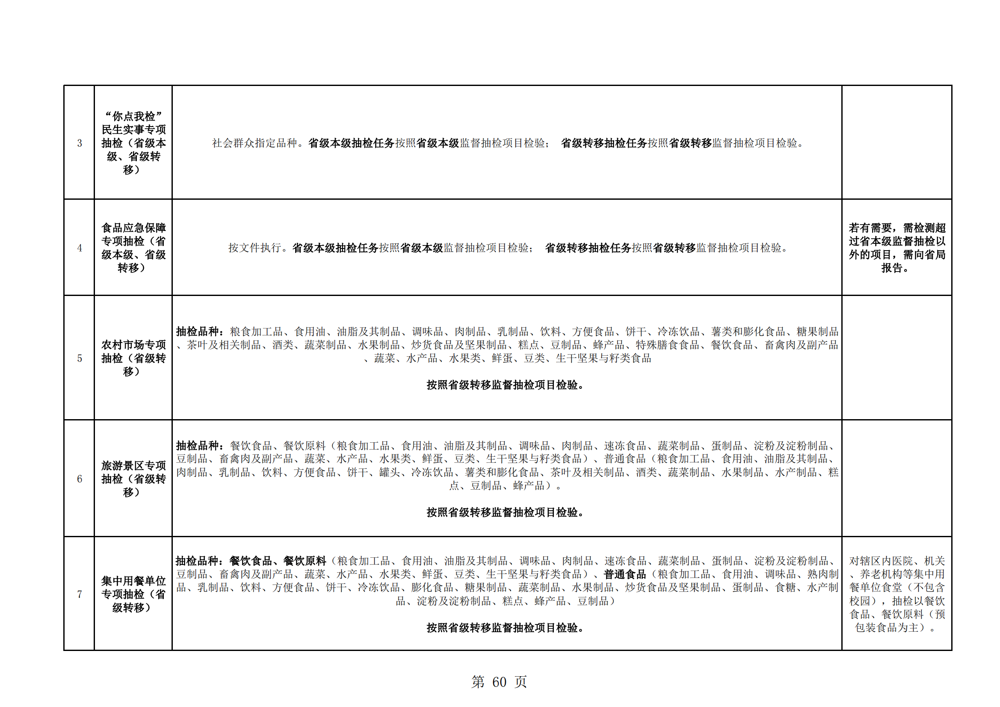 3
“你点我检”
民生实事专项
抽检（省级本
级、省级转
移）
社会群众指定品种。省级本级抽检任务按照省级本级监督抽检项目检验； 省级转移抽检任务按照省级转移监督抽检项目检验。
4
食品应急保障
专项抽检（省
级本级、省级
转移）
按文件执行。省级本级抽检任务按照省级本级监督抽检项目检验； 省级转移抽检任务按照省级转移监督抽检项目检验。
若有需要，需检测超
过省本级监督抽检以
外的项目，需向省局
报告。
5
农村市场专项
抽检（省级转
移）
抽检品种：粮食加工品、食用油、油脂及其制品、调味品、肉制品、乳制品、饮料、方便食品、饼干、冷冻饮品、薯类和膨化食品、糖果制品
、茶叶及相关制品、酒类、蔬菜制品、水果制品、炒货食品及坚果制品、糕点、豆制品、蜂产品、特殊膳食食品、餐饮食品、畜禽肉及副产品
、蔬菜、水产品、水果类、鲜蛋、豆类、生干坚果与籽类食品
按照省级转移监督抽检项目检验。
6
旅游景区专项
抽检（省级转
移）
抽检品种：餐饮食品、餐饮原料（粮食加工品、食用油、油脂及其制品、调味品、肉制品、速冻食品、蔬菜制品、蛋制品、淀粉及淀粉制品、
豆制品、畜禽肉及副产品、蔬菜、水产品、水果类、鲜蛋、豆类、生干坚果与籽类食品）、普通食品（粮食加工品、食用油、油脂及其制品、
肉制品、乳制品、饮料、方便食品、饼干、罐头、冷冻饮品、薯类和膨化食品、茶叶及相关制品、酒类、蔬菜制品、水果制品、水产制品、糕
点、豆制品、蜂产品）。
按照省级转移监督抽检项目检验。
7
集中用餐单位
专项抽检（省
级转移）
抽检品种：餐饮食品、餐饮原料（粮食加工品、食用油、油脂及其制品、调味品、肉制品、速冻食品、蔬菜制品、蛋制品、淀粉及淀粉制品、
豆制品、畜禽肉及副产品、蔬菜、水产品、水果类、鲜蛋、豆类、生干坚果与籽类食品）、普通食品（粮食加工品、食用油、调味品、熟肉制
品、乳制品、饮料、方便食品、饼干、冷冻饮品、膨化食品、糖果制品、蔬菜制品、水果制品、炒货食品及坚果制品、蛋制品、食糖、水产制
品、淀粉及淀粉制品、糕点、蜂产品、豆制品）
按照省级转移监督抽检项目检验。
对辖区内医院、机关
、养老机构等集中用
餐单位食堂（不包含
校园），抽检以餐饮
食品、餐饮原料（预
包装食品为主）。
第 60 页